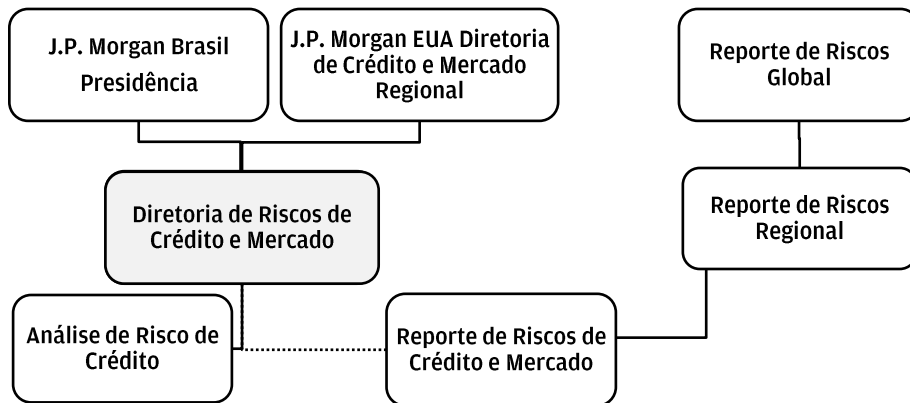 J.P. Morgan Brasil
Presidência
J.P. Morgan EUA Diretoria
de Crédito e Mercado
Regional
Reporte de Riscos
Global
Diretoria de Riscos de
Crédito e Mercado
Reporte de Riscos
Regional
Análise de Risco de
Crédito
Reporte de Riscos de
Crédito e Mercado